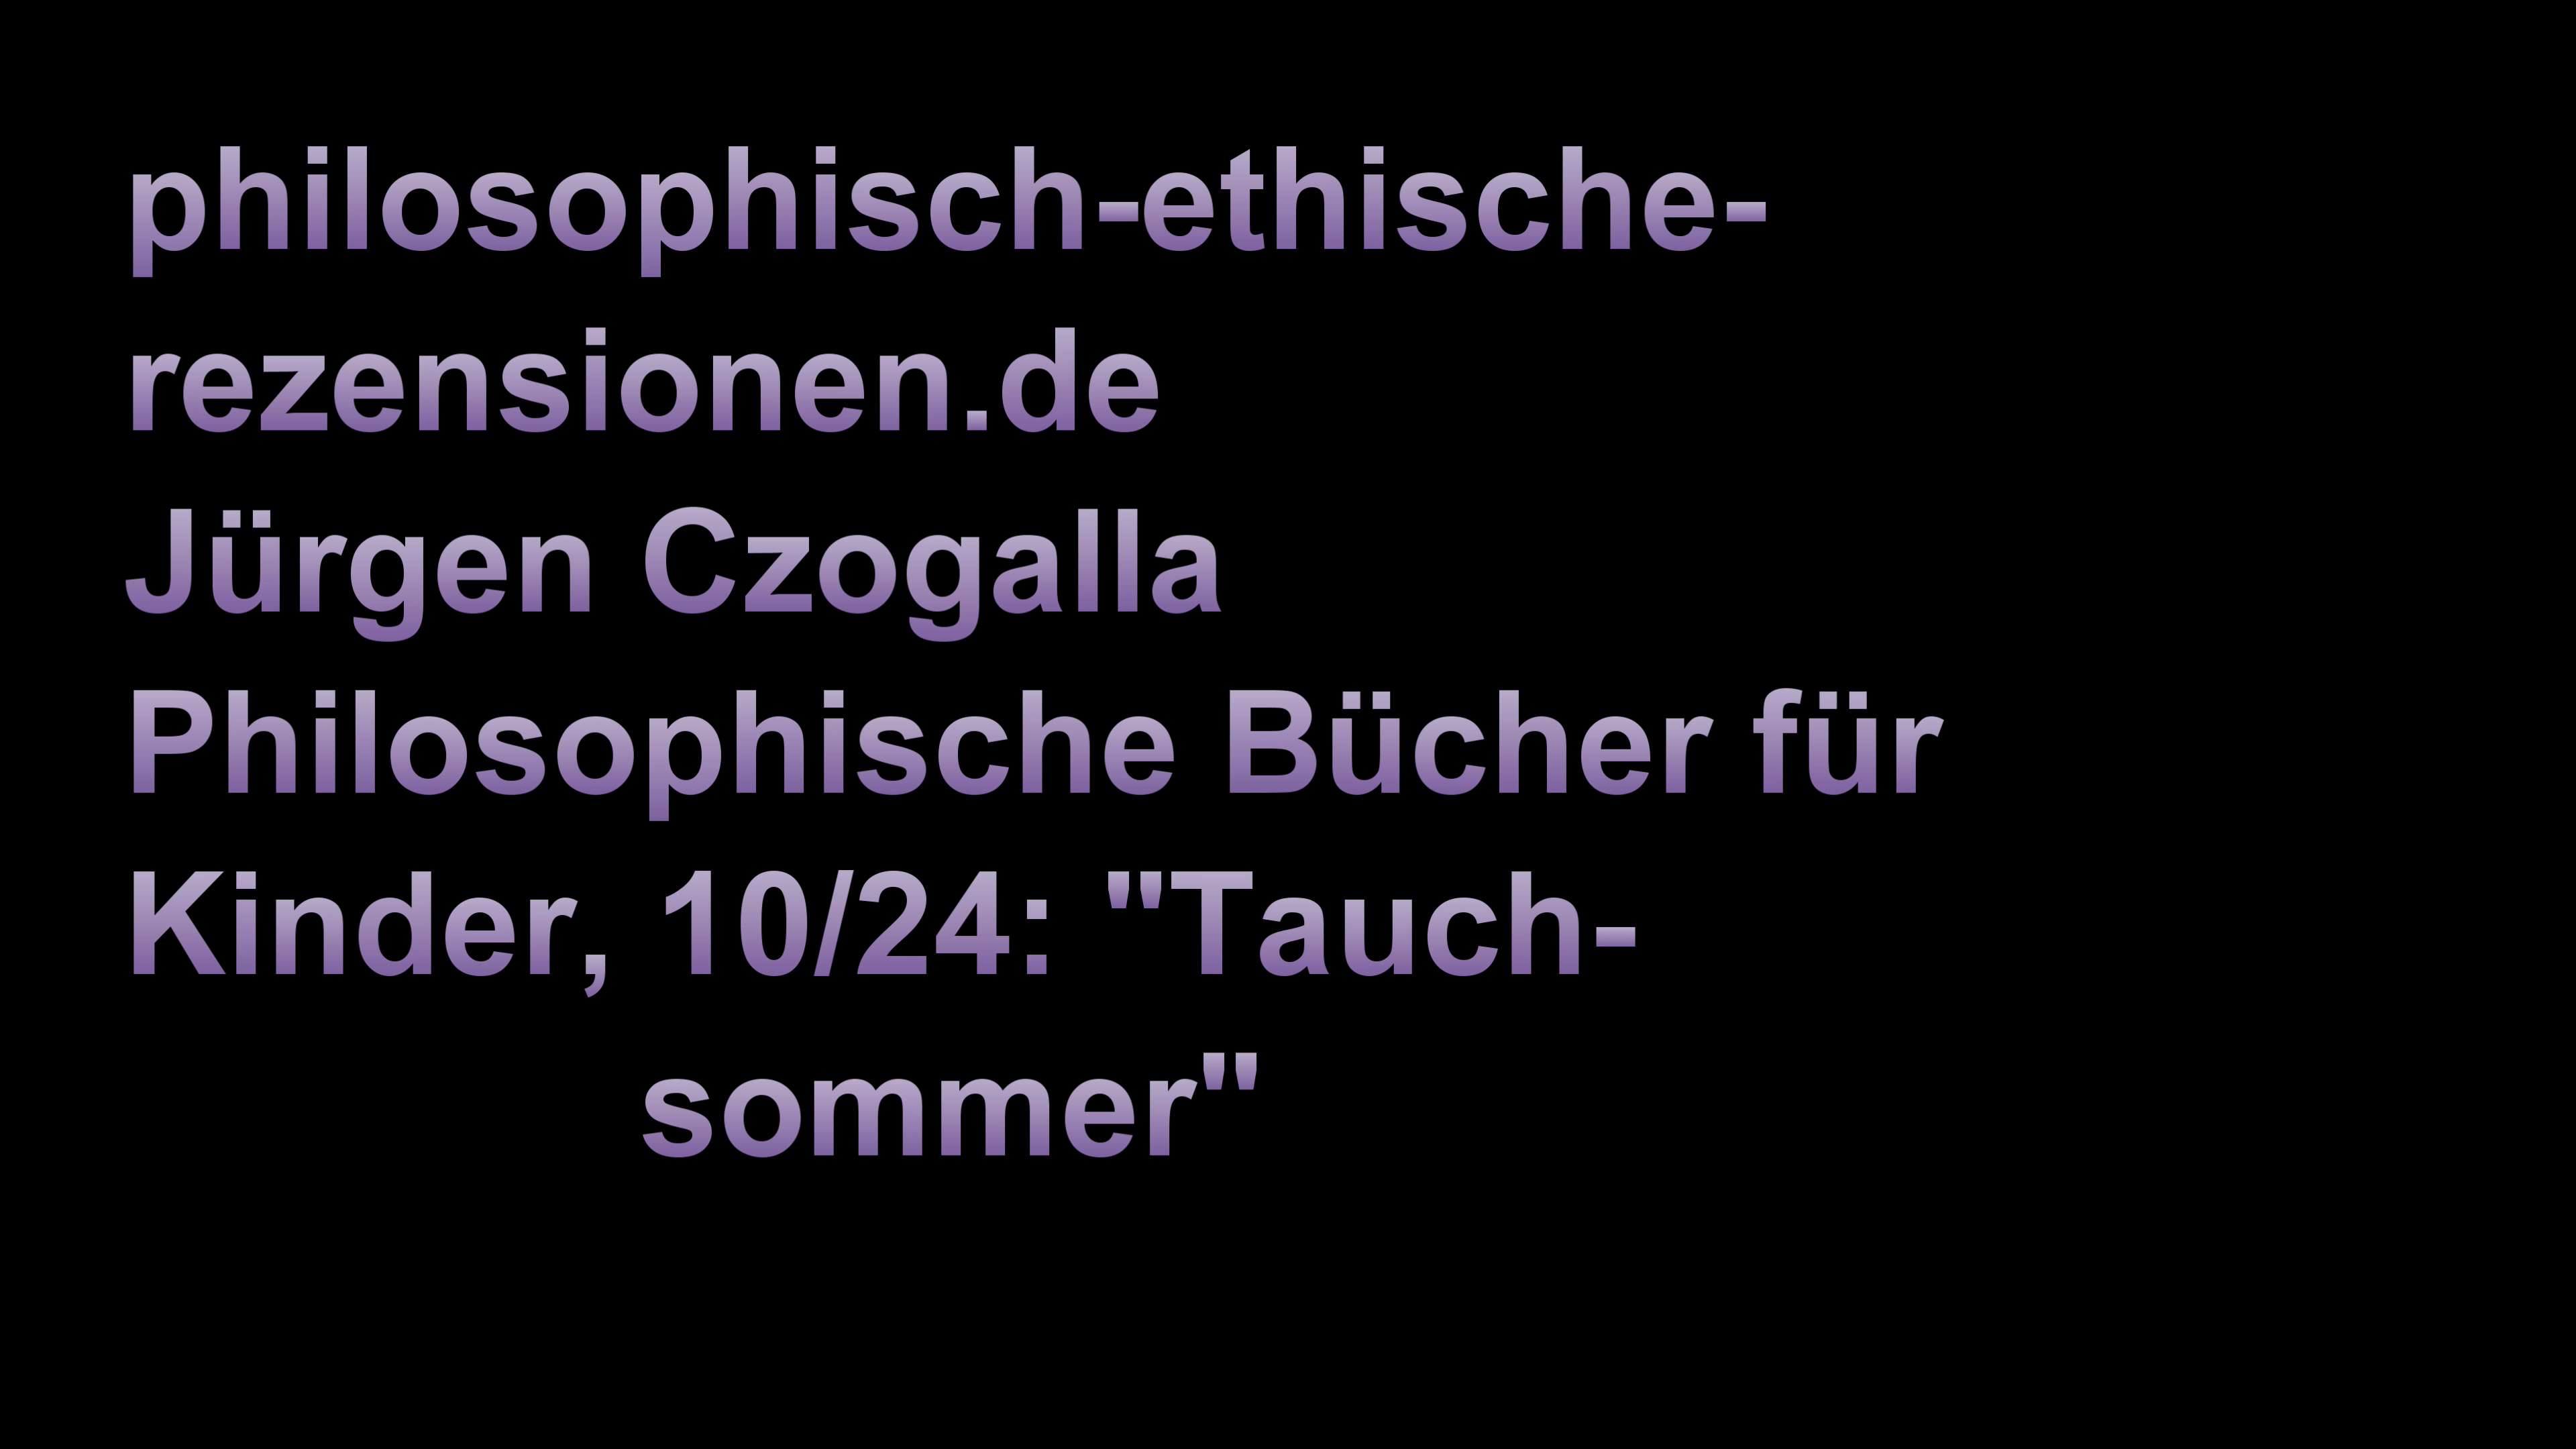 philosophisch-ethische-
rezensionen.de
Jürgen Czogalla
Philosophische Bücher für
Kinder, 10/24: "Tauch-
sommer"